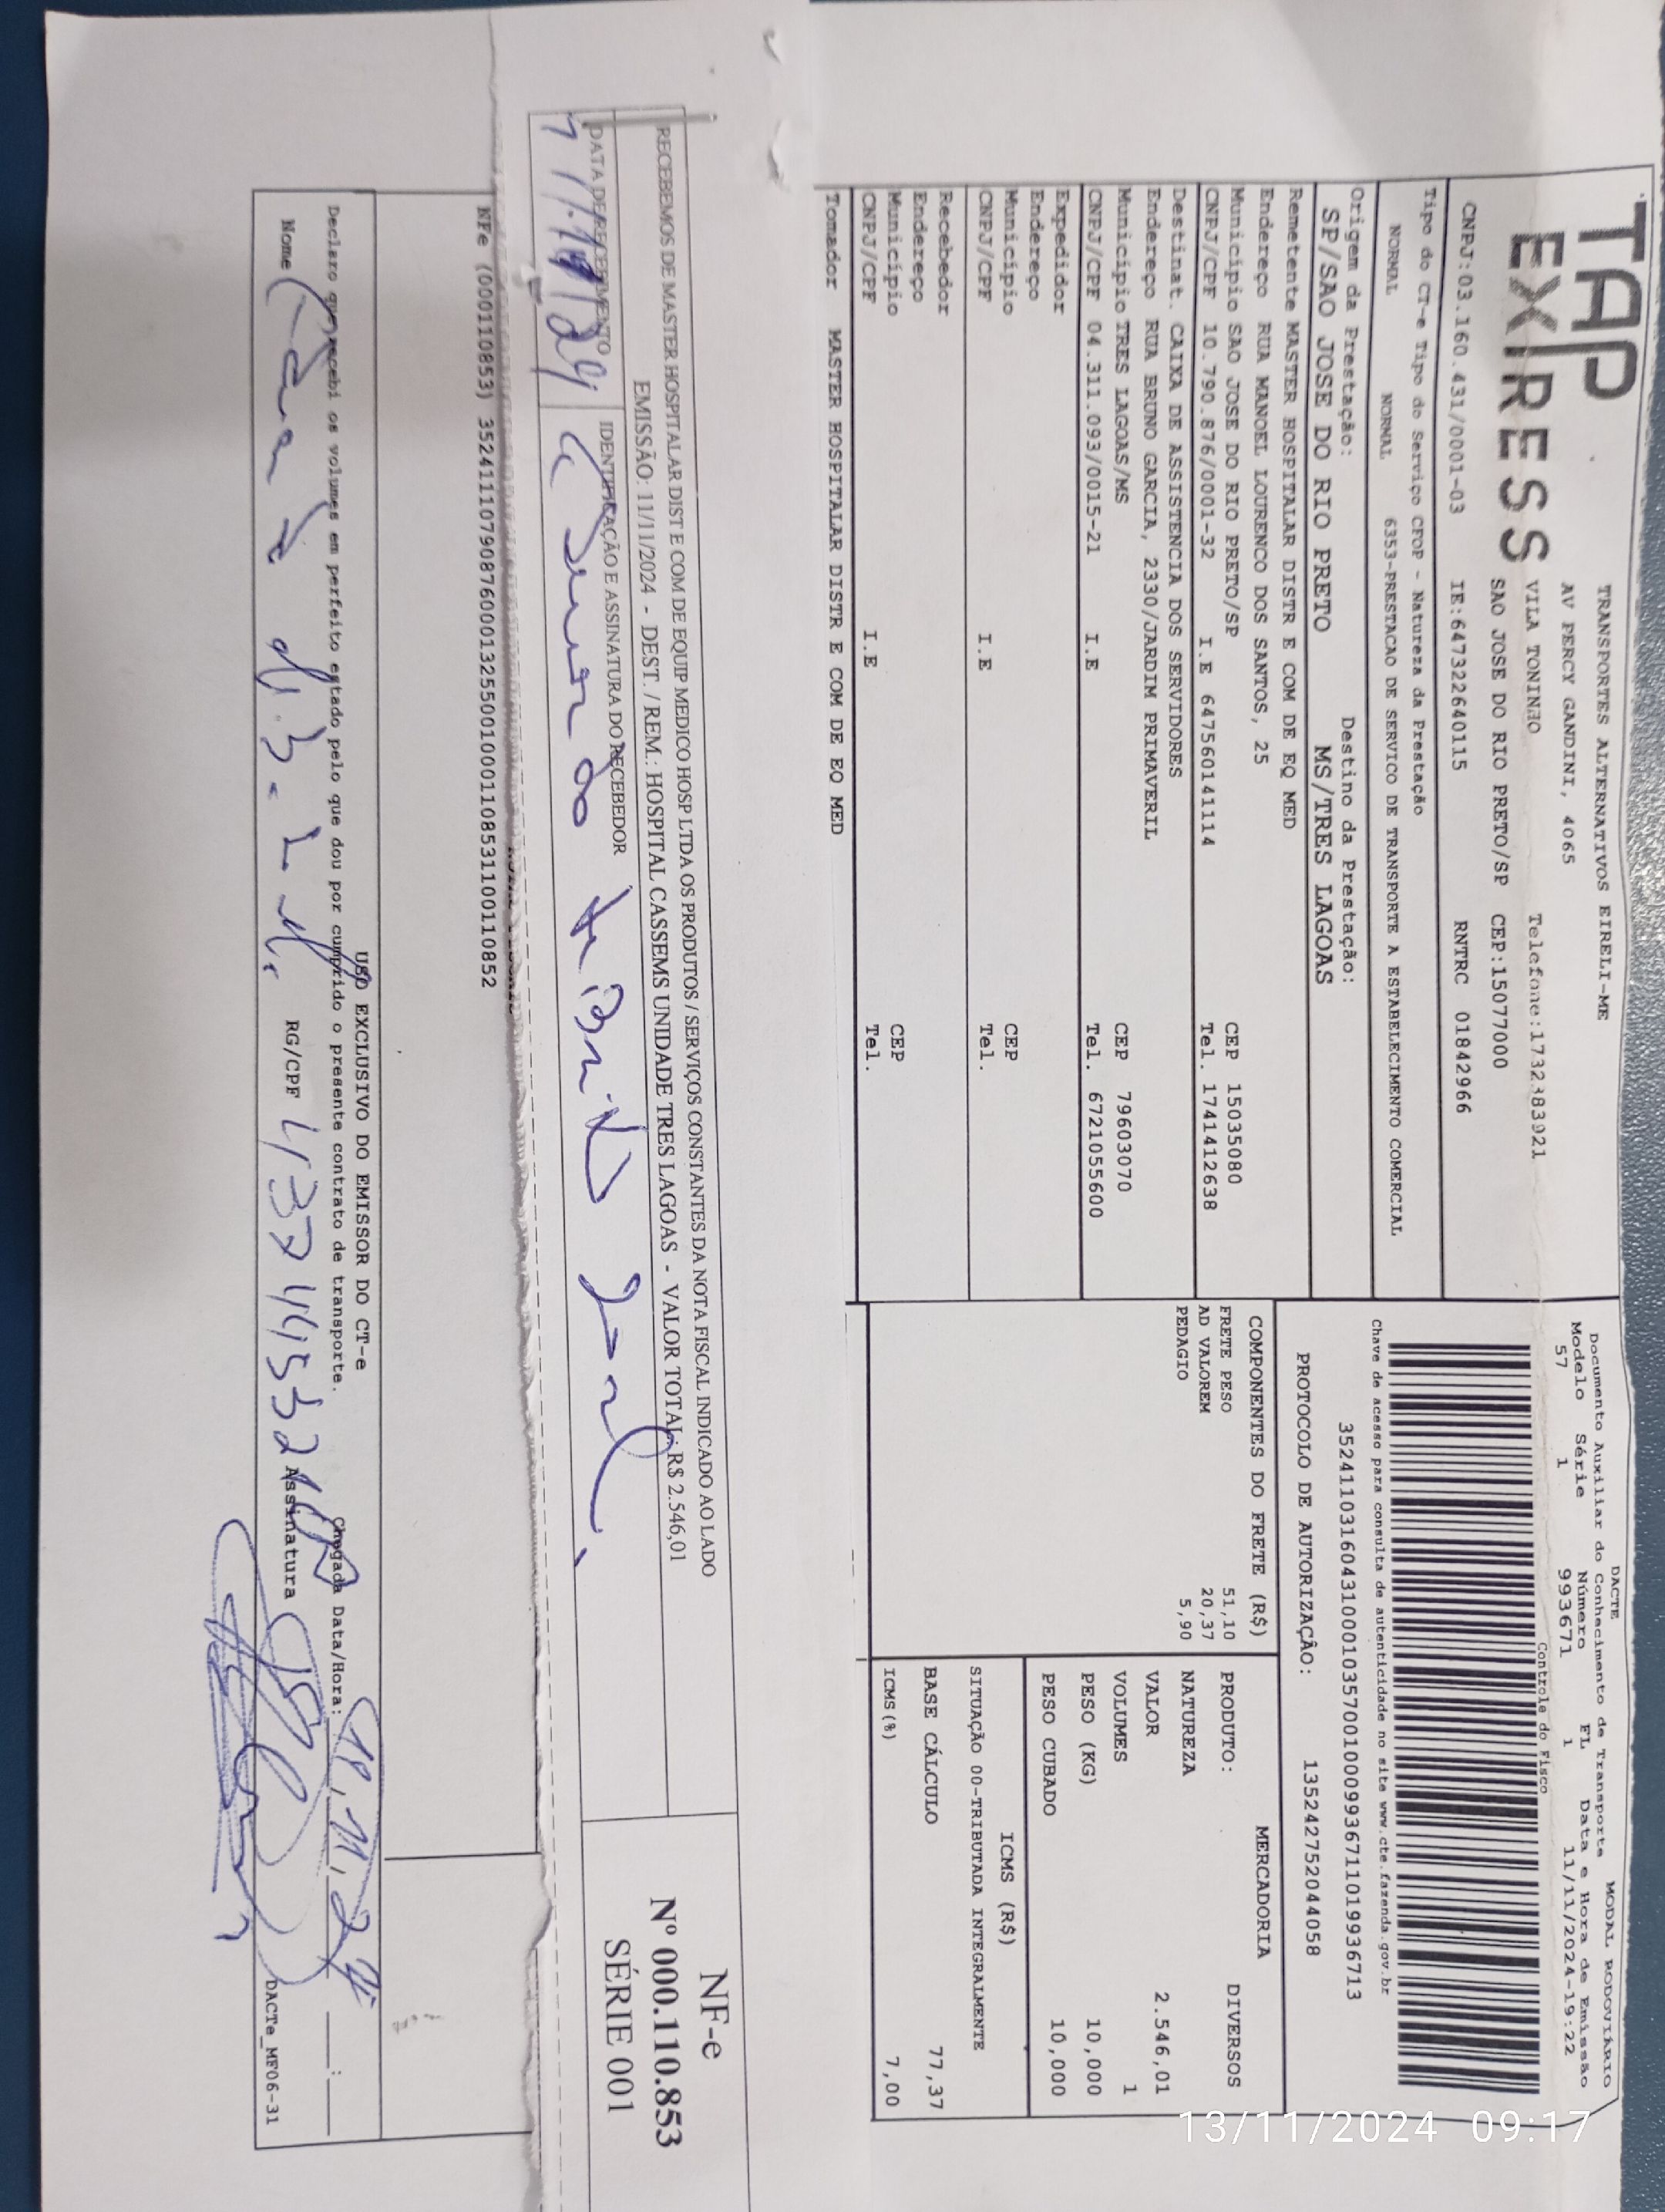 TAP
EXPRESS
TRANSPORTES ALTERNATIVOS EIRELI-ME
AV PERCY GANDINI, 4065
VILA TONINHO Telefone:1732383921
SAO JOSE DO RIO PRETO/SP CEP:15077000
CNPJ:03.160.431/0001-03 IE:647322640115 RNTRC 01842966
Tipo do CT-e Tipo do Serviço CFOP - Natureza da Prestação
NORMAL NORMAL 6353-PRESTACAO DE SERVICO DE TRANSPORTE A ESTABELECIMENTO COMERCIAL
Origem da Prestação: Destino da Prestação:
SP/SAO JOSE DO RIO PRETO MS/TRES LAGOAS
Remetente MASTER HOSPITALAR DISTR E COM DE EQ MED
Endereço RUA MANOEL LOURENCO DOS SANTOS, 25
Município SAO JOSE DO RIO PRETO/SP CEP 15035080
CNPJ/CPF 10.790.876/0001-32 I.E 647560141114 Tel. 1741412638
Destinat. CAIXA DE ASSISTENCIA DOS SERVIDORES
Endereço RUA BRUNO GARCIA, 2330/JARDIM PRIMAVERIL
Município TRES LAGOAS/MS CEP 79603070
CNPJ/CPF 04.311.093/0015-21 I.E Tel. 6721055600
Expedidor
Endereço
Município CEP
CNPJ/CPF I.E Tel.
Recebedor
Endereço
Município CEP
CNPJ/CPF I.E Tel.
Tomador MASTER HOSPITALAR DISTR E COM DE EQ MED
DACTE MODAL RODOVIÁRIO
Documento Auxiliar do Conhecimento de Transporte
Modelo Série Número FL Data e Hora de Emissão
57 1 993671 1 11/11/2024-19:22
Controle do Fisco
Chave de acesso para consulta de autenticidade no site www.cte.fazenda.gov.br
35241103160431000103570010009936711019936713
PROTOCOLO DE AUTORIZAÇÃO: 135242752044058
COMPONENTES DO FRETE (R$)
FRETE PESO 51,10
AD VALOREM 20,37
PEDAGIO 5,90
MERCADORIA
PRODUTO: DIVERSOS
NATUREZA
VALOR 2.546,01
VOLUMES 1
PESO (KG) 10,000
PESO CUBADO 10,000
ICMS (R$)
SITUAÇÃO 00-TRIBUTADA INTEGRALMENTE
BASE CÁLCULO 77,37
ICMS(%) 7,00
RECEBEMOS DE MASTER HOSPITALAR DIST E COM DE EQUIP MEDICO HOSP LTDA OS PRODUTOS / SERVIÇOS CONSTANTES DA NOTA FISCAL INDICADO AO LADO
EMISSÃO: 11/11/2024 - DEST. / REM.: HOSPITAL CASSEMS UNIDADE TRES LAGOAS - VALOR TOTAL: R$ 2.546,01
DATA DE RECEBIMENTO IDENTIFICAÇÃO E ASSINATURA DO RECEBEDOR
NF-e
Nº 000.110.853
SÉRIE 001
NFe (000110853) 35241110790876000132550010001108531100110852
USO EXCLUSIVO DO EMISSOR DO CT-e
Declaro que recebi os volumes em perfeito estado pelo que dou por cumprido o presente contrato de transporte. Chegada Data/Hora:
Nome RG/CPF Assinatura
DACTe_MF06-31
13/11/2024 09:17